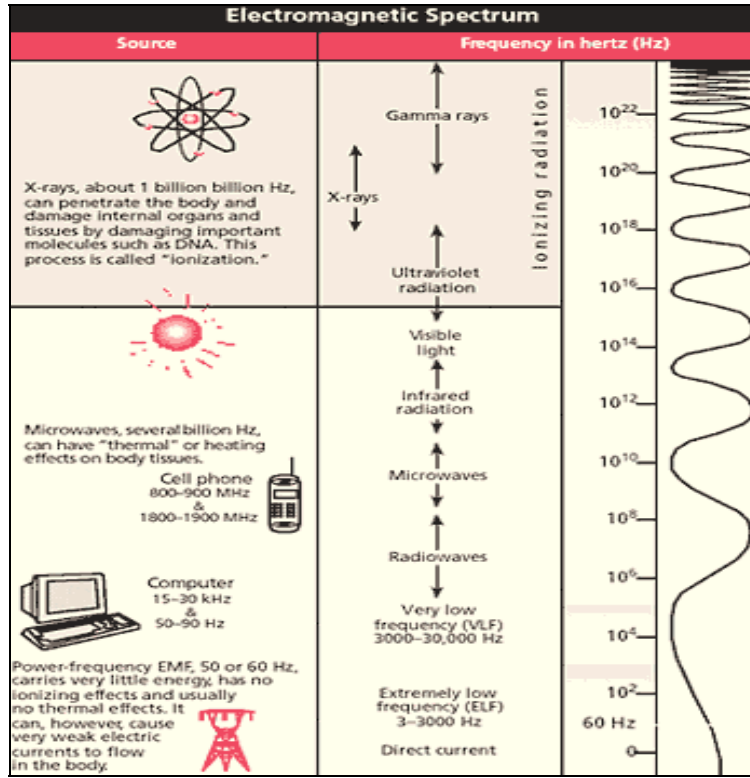 Electromagnetic Spectrum
Source
Frequency in hertz (Hz)
X-rays, about 1 billion billion Hz,
can penetrate the body and
damage internal organs and
tissues by damaging important
molecules such as DNA. This
process is called "ionization."
Microwaves, several billion Hz,
can have "thermal" or heating
effects on body tissues.
Cell phone
800–900 MHz
&
1800–1900 MHz
Computer
15–30 kHz
&
50–90 Hz
Power-frequency EMF, 50 or 60 Hz,
carries very little energy, has no
ionizing effects and usually
no thermal effects. It
can, however, cause
very weak electric
currents to flow
in the body.
Gamma rays
X-rays
Ionizing radiation
Ultraviolet
radiation
Visible
light
Infrared
radiation
Microwaves
Radiowaves
Very low
frequency (VLF)
3000–30,000 Hz
Extremely low
frequency (ELF)
3–3000 Hz
Direct current
10²²
10²⁰
10¹⁸
10¹⁶
10¹⁴
10¹²
10¹⁰
10⁸
10⁶
10⁴
10²
60 Hz
0